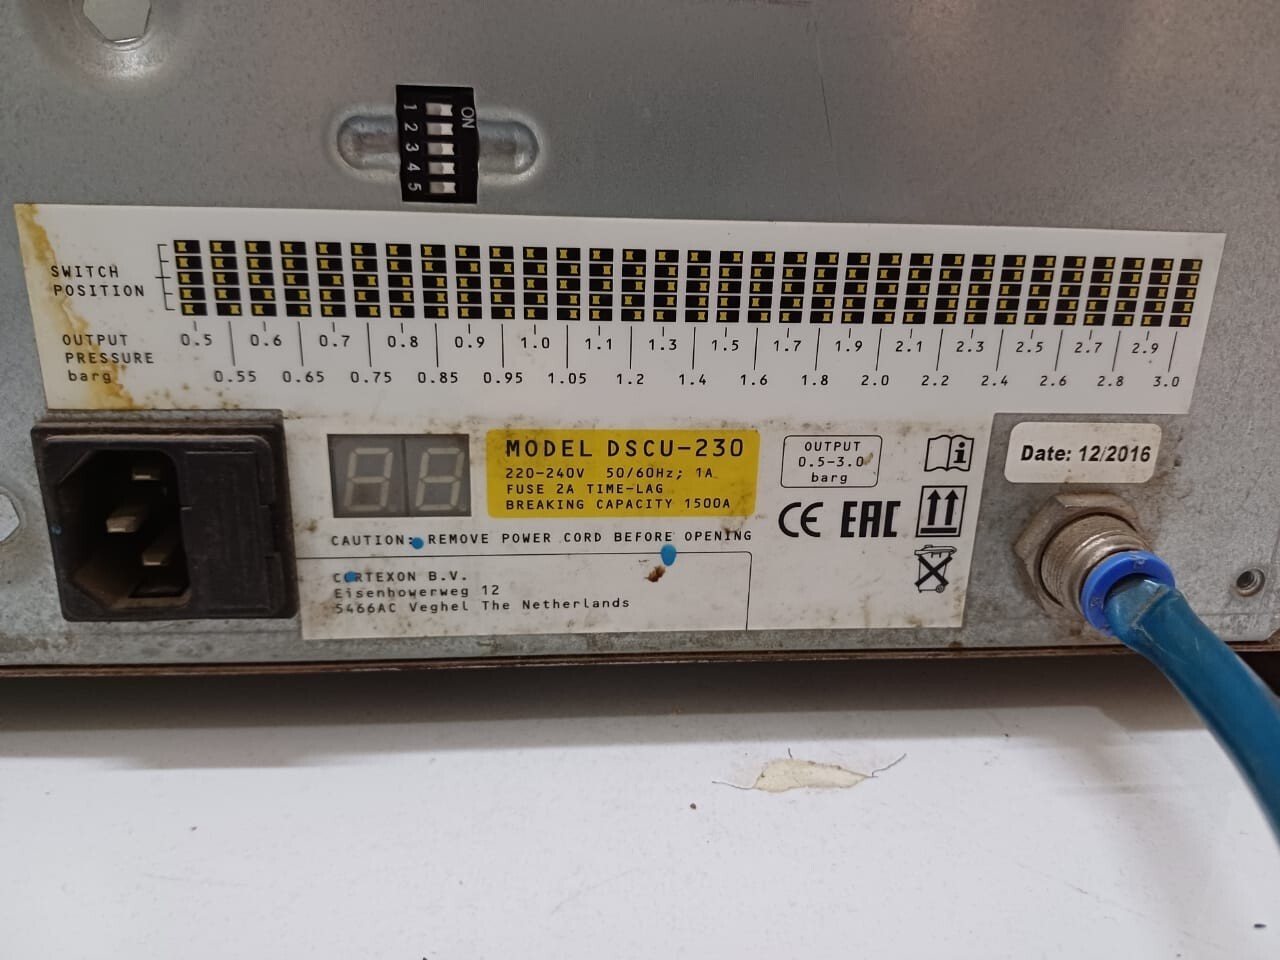 ON
1
2
3
4
5
SWITCH
POSITION
OUTPUT
PRESSURE
barg
0.5 0.6 0.7 0.8 0.9 1.0 1.1 1.3 1.5 1.7 1.9 2.1 2.3 2.5 2.7 2.9
0.55 0.65 0.75 0.85 0.95 1.05 1.2 1.4 1.6 1.8 2.0 2.2 2.4 2.6 2.8 3.0
MODEL DSCU-230
220-240V 50/60Hz; 1A
FUSE 2A TIME-LAG
BREAKING CAPACITY 1500A
OUTPUT
0.5-3.0
barg
CE EAC
Date: 12/2016
CAUTION: REMOVE POWER CORD BEFORE OPENING
CORTEXON B.V.
Eisenhowerweg 12
5466AC Veghel The Netherlands